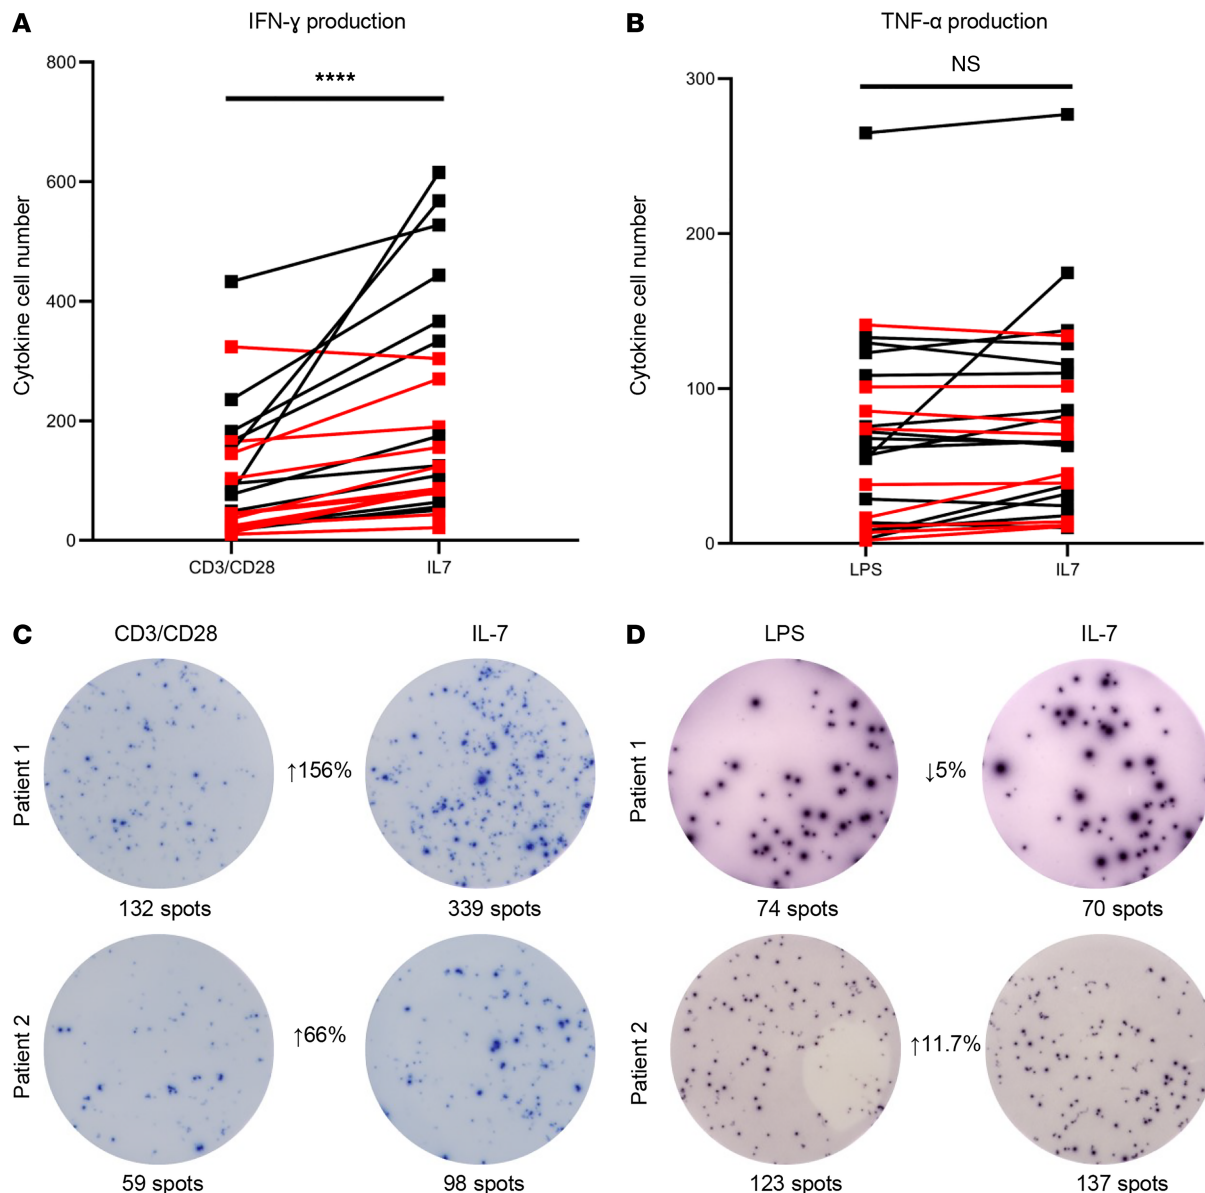 A IFN-ɣ production
Cytokine cell number
800
600
400
200
0
****
CD3/CD28 IL7
B TNF-α production
Cytokine cell number
300
200
100
0
NS
LPS IL7
C CD3/CD28 IL-7
Patient 1
↑156%
132 spots 339 spots
Patient 2
↑66%
59 spots 98 spots
D LPS IL-7
Patient 1
↓5%
74 spots 70 spots
Patient 2
↑11.7%
123 spots 137 spots